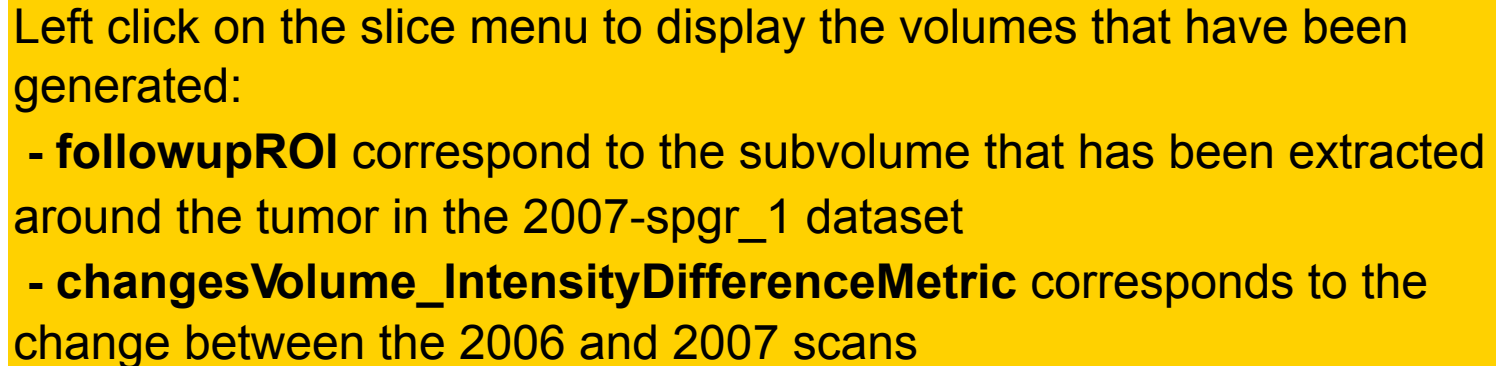 Left click on the slice menu to display the volumes that have been
generated:
- followupROI correspond to the subvolume that has been extracted
around the tumor in the 2007-spgr_1 dataset
- changesVolume_IntensityDifferenceMetric corresponds to the
change between the 2006 and 2007 scans